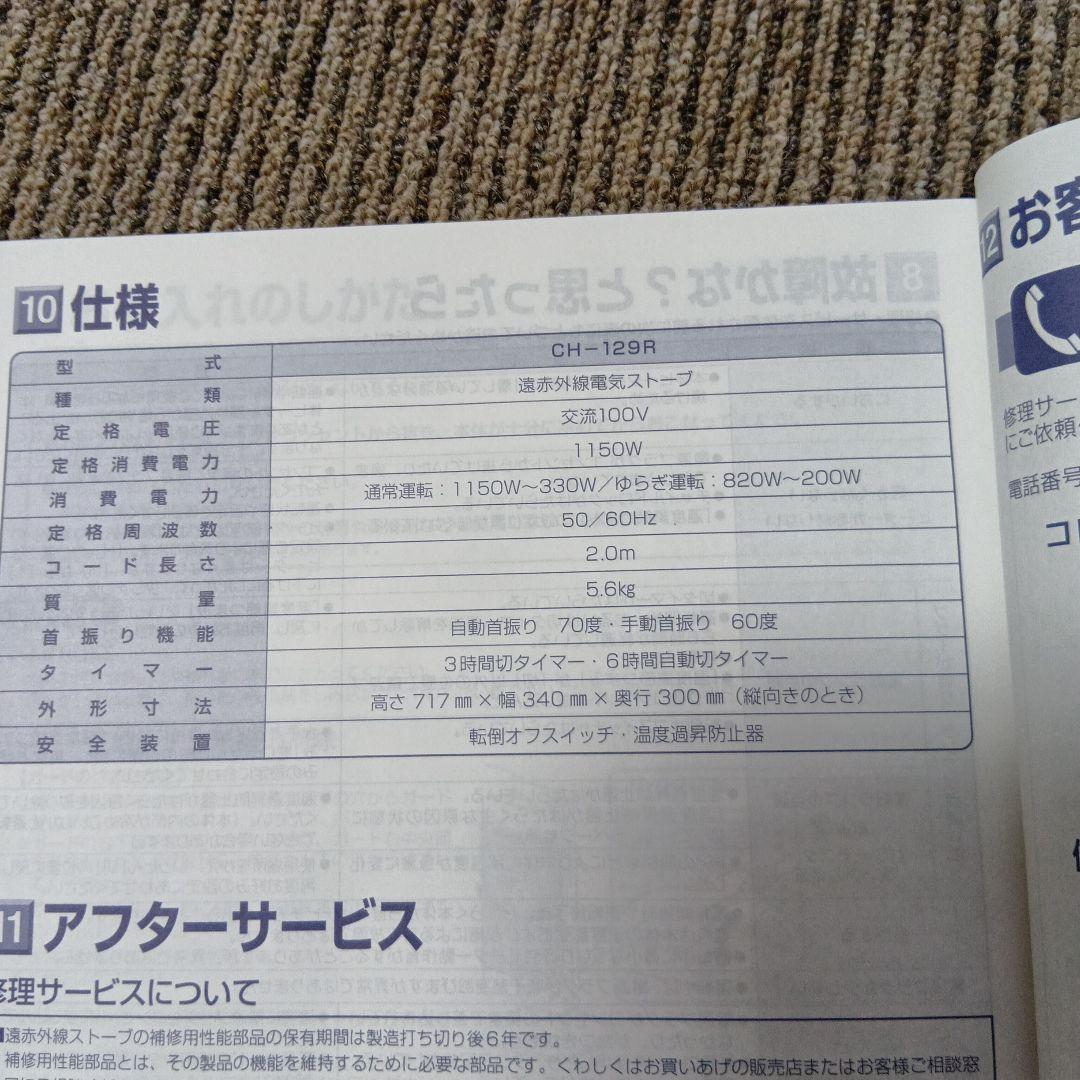 10 仕様
型式 CH-129R
種類 遠赤外線電気ストーブ
定格電圧 交流100V
定格消費電力 1150W
消費電力 通常運転：1150W～330W／ゆらぎ運転：820W～200W
定格周波数 50／60Hz
コード長さ 2.0m
質量 5.6kg
首振り機能 自動首振り 70度・手動首振り 60度
タイマー 3時間切タイマー・6時間自動切タイマー
外形寸法 高さ 717㎜×幅 340㎜×奥行 300㎜（縦向きのとき）
安全装置 転倒オフスイッチ・温度過昇防止器
11 アフターサービス
修理サービスについて
■遠赤外線ストーブの補修用性能部品の保有期間は製造打ち切り後6年です。
補修用性能部品とは、その製品の機能を維持するために必要な部品です。くわしくはお買いあげの販売店またはお客様ご相談窓
12 お客
修理サー
にご依頼
電話番号
コ